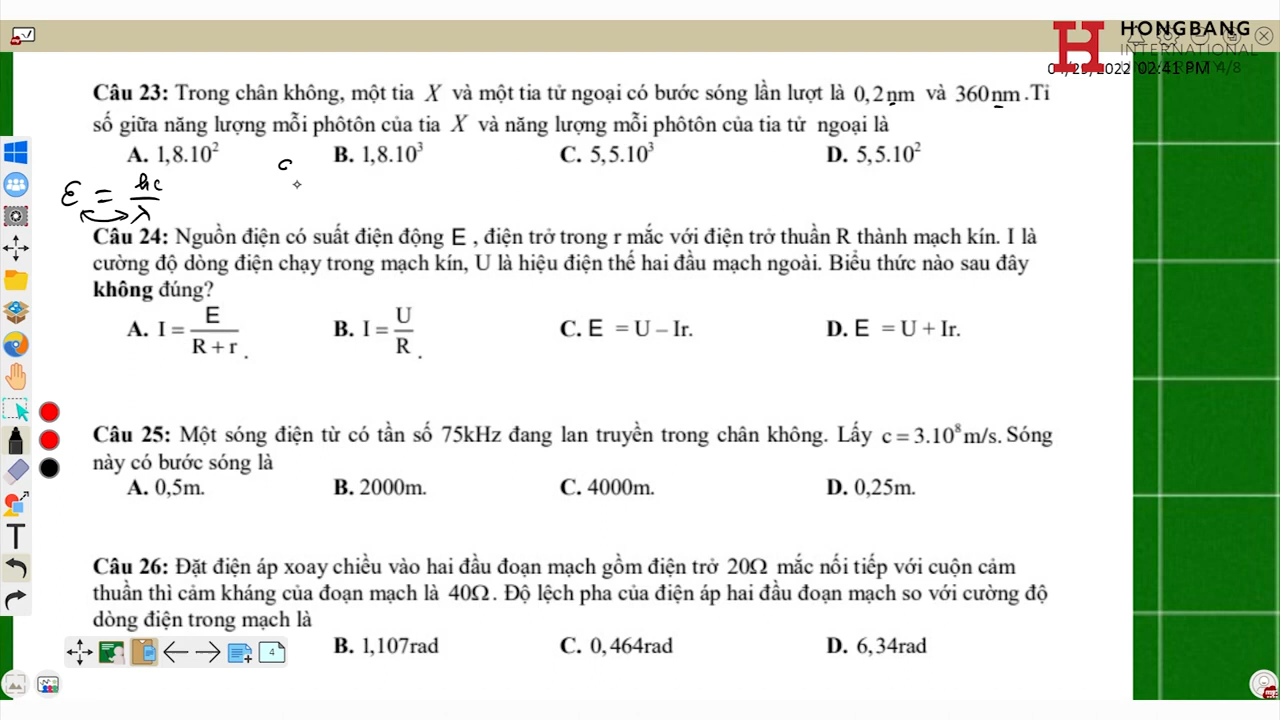 HONGBANG
INTERNATIONAL
02:41 PM 4/8
Câu 23: Trong chân không, một tia X và một tia tử ngoại có bước sóng lần lượt là 0,2nm và 360nm.Tỉ
số giữa năng lượng mỗi phôtôn của tia X và năng lượng mỗi phôtôn của tia tử ngoại là
A. 1,8.10² B. 1,8.10³ C. 5,5.10³ D. 5,5.10²
ε = hc/λ
Câu 24: Nguồn điện có suất điện động E , điện trở trong r mắc với điện trở thuần R thành mạch kín. I là
cường độ dòng điện chạy trong mạch kín, U là hiệu điện thế hai đầu mạch ngoài. Biểu thức nào sau đây
không đúng?
A. I = E/(R + r). B. I = U/R. C. E = U – Ir. D. E = U + Ir.
Câu 25: Một sóng điện từ có tần số 75kHz đang lan truyền trong chân không. Lấy c = 3.10⁸m/s. Sóng
này có bước sóng là
A. 0,5m. B. 2000m. C. 4000m. D. 0,25m.
Câu 26: Đặt điện áp xoay chiều vào hai đầu đoạn mạch gồm điện trở 20Ω mắc nối tiếp với cuộn cảm
thuần thì cảm kháng của đoạn mạch là 40Ω. Độ lệch pha của điện áp hai đầu đoạn mạch so với cường độ
dòng điện trong mạch là
B. 1,107rad C. 0,464rad D. 6,34rad
4